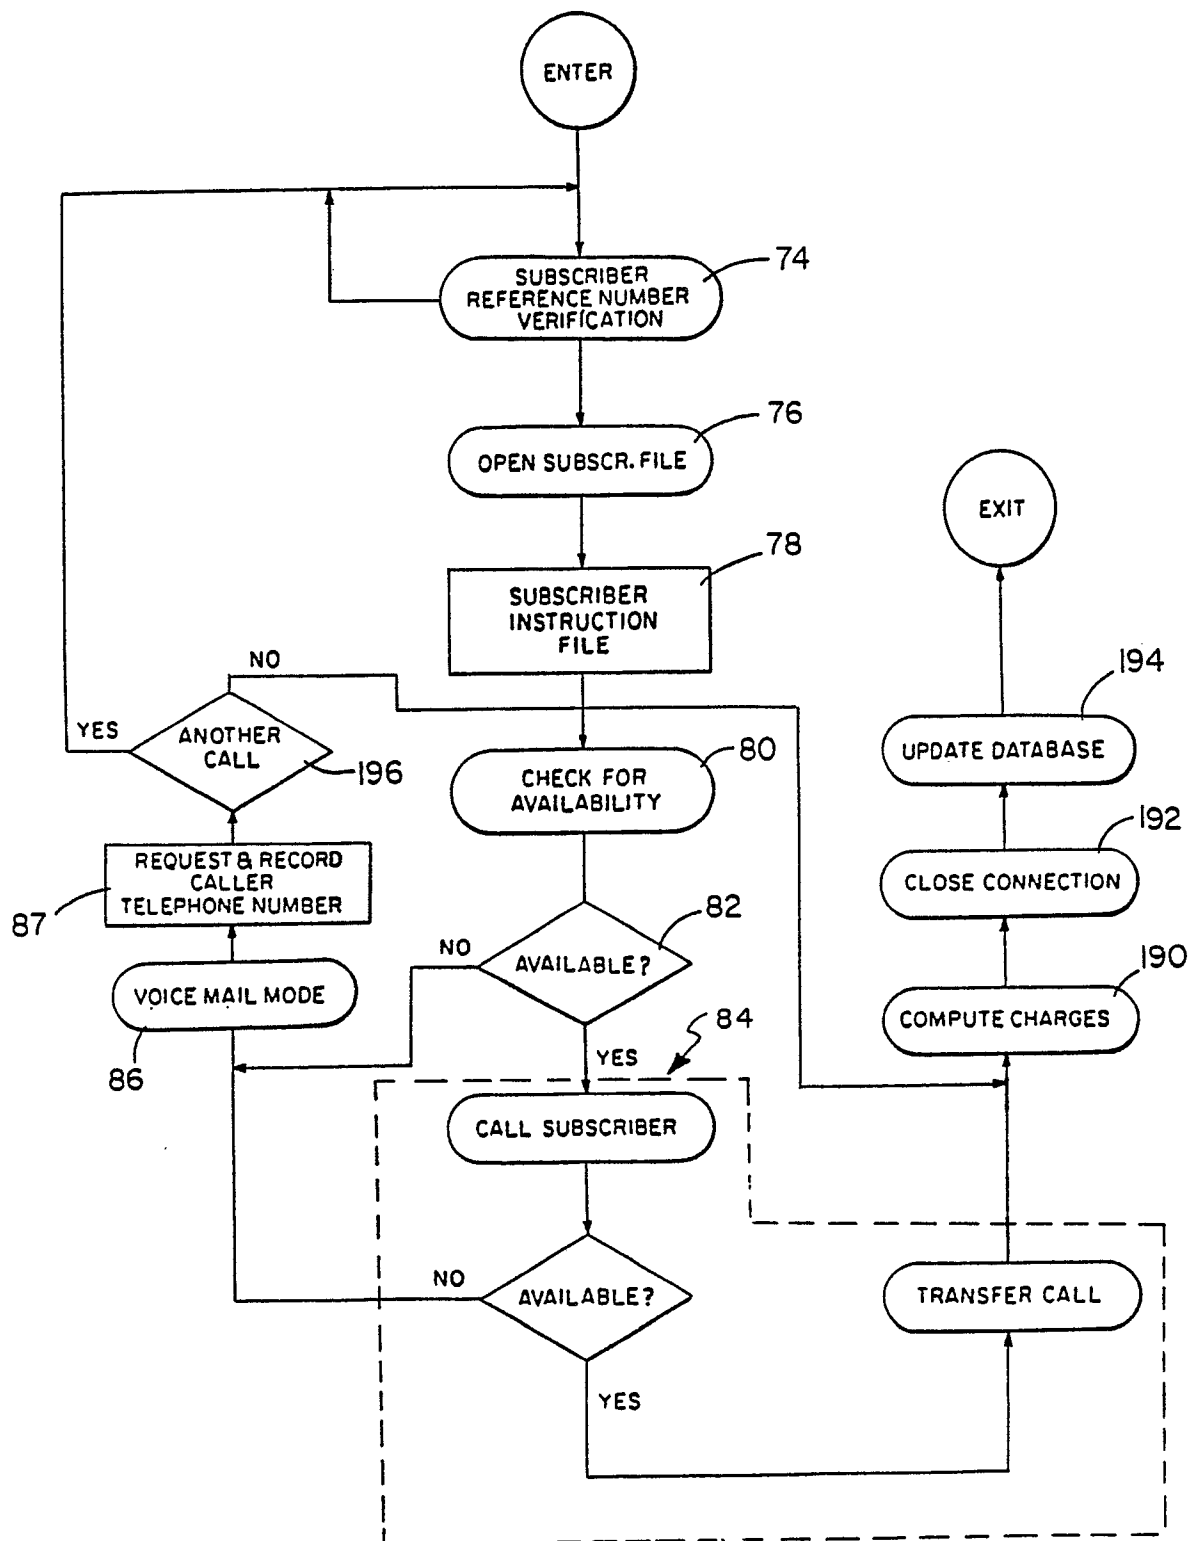 ENTER
SUBSCRIBER
REFERENCE NUMBER
VERIFICATION
74
OPEN SUBSCR. FILE
76
EXIT
SUBSCRIBER
INSTRUCTION
FILE
78
NO
YES
ANOTHER
CALL
196
CHECK FOR
AVAILABILITY
80
UPDATE DATABASE
194
REQUEST & RECORD
CALLER
TELEPHONE NUMBER
87
CLOSE CONNECTION
192
NO
AVAILABLE?
82
VOICE MAIL MODE
86
COMPUTE CHARGES
190
YES
84
CALL SUBSCRIBER
NO
AVAILABLE?
TRANSFER CALL
YES